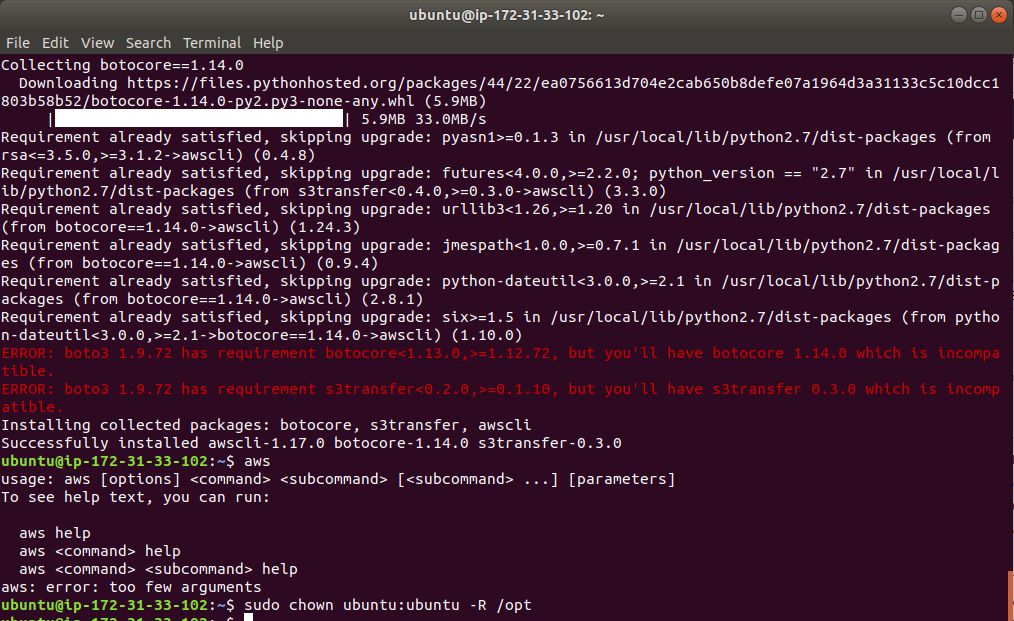 ubuntu@ip-172-31-33-102: ~
File Edit View Search Terminal Help
Collecting botocore==1.14.0
  Downloading https://files.pythonhosted.org/packages/44/22/ea0756613d704e2cab650b8defe07a1964d3a31133c5c10dcc1
803b58b52/botocore-1.14.0-py2.py3-none-any.whl (5.9MB)
     |████████████████████████████████| 5.9MB 33.0MB/s
Requirement already satisfied, skipping upgrade: pyasn1>=0.1.3 in /usr/local/lib/python2.7/dist-packages (from
rsa<=3.5.0,>=3.1.2->awscli) (0.4.8)
Requirement already satisfied, skipping upgrade: futures<4.0.0,>=2.2.0; python_version == "2.7" in /usr/local/l
ib/python2.7/dist-packages (from s3transfer<0.4.0,>=0.3.0->awscli) (3.3.0)
Requirement already satisfied, skipping upgrade: urllib3<1.26,>=1.20 in /usr/local/lib/python2.7/dist-packages
(from botocore==1.14.0->awscli) (1.24.3)
Requirement already satisfied, skipping upgrade: jmespath<1.0.0,>=0.7.1 in /usr/local/lib/python2.7/dist-packag
es (from botocore==1.14.0->awscli) (0.9.4)
Requirement already satisfied, skipping upgrade: python-dateutil<3.0.0,>=2.1 in /usr/local/lib/python2.7/dist-p
ackages (from botocore==1.14.0->awscli) (2.8.1)
Requirement already satisfied, skipping upgrade: six>=1.5 in /usr/local/lib/python2.7/dist-packages (from pytho
n-dateutil<3.0.0,>=2.1->botocore==1.14.0->awscli) (1.10.0)
ERROR: boto3 1.9.72 has requirement botocore<1.13.0,>=1.12.72, but you'll have botocore 1.14.0 which is incompa
tible.
ERROR: boto3 1.9.72 has requirement s3transfer<0.2.0,>=0.1.10, but you'll have s3transfer 0.3.0 which is incomp
atible.
Installing collected packages: botocore, s3transfer, awscli
Successfully installed awscli-1.17.0 botocore-1.14.0 s3transfer-0.3.0
ubuntu@ip-172-31-33-102:~$ aws
usage: aws [options] <command> <subcommand> [<subcommand> ...] [parameters]
To see help text, you can run:

  aws help
  aws <command> help
  aws <command> <subcommand> help
aws: error: too few arguments
ubuntu@ip-172-31-33-102:~$ sudo chown ubuntu:ubuntu -R /opt
ubuntu@ip-172-31-33-102:~$